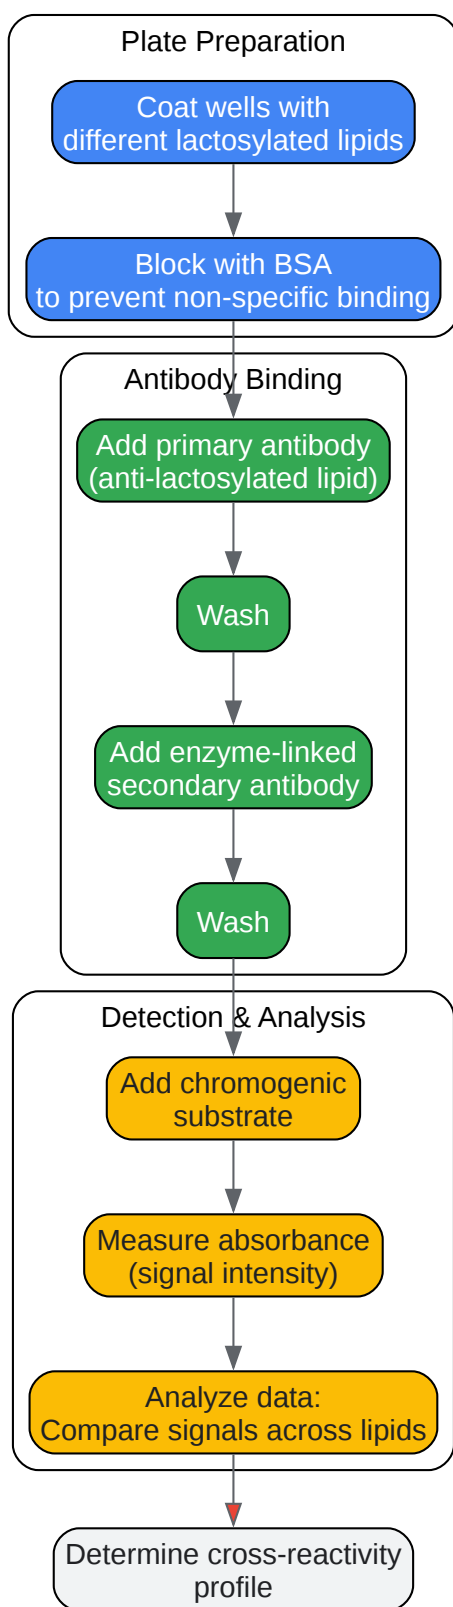 Plate Preparation
Coat wells with
different lactosylated lipids
Block with BSA
to prevent non-specific binding
Antibody Binding
Add primary antibody
(anti-lactosylated lipid)
Wash
Add enzyme-linked
secondary antibody
Wash
Detection & Analysis
Add chromogenic
substrate
Measure absorbance
(signal intensity)
Analyze data:
Compare signals across lipids
Determine cross-reactivity
profile